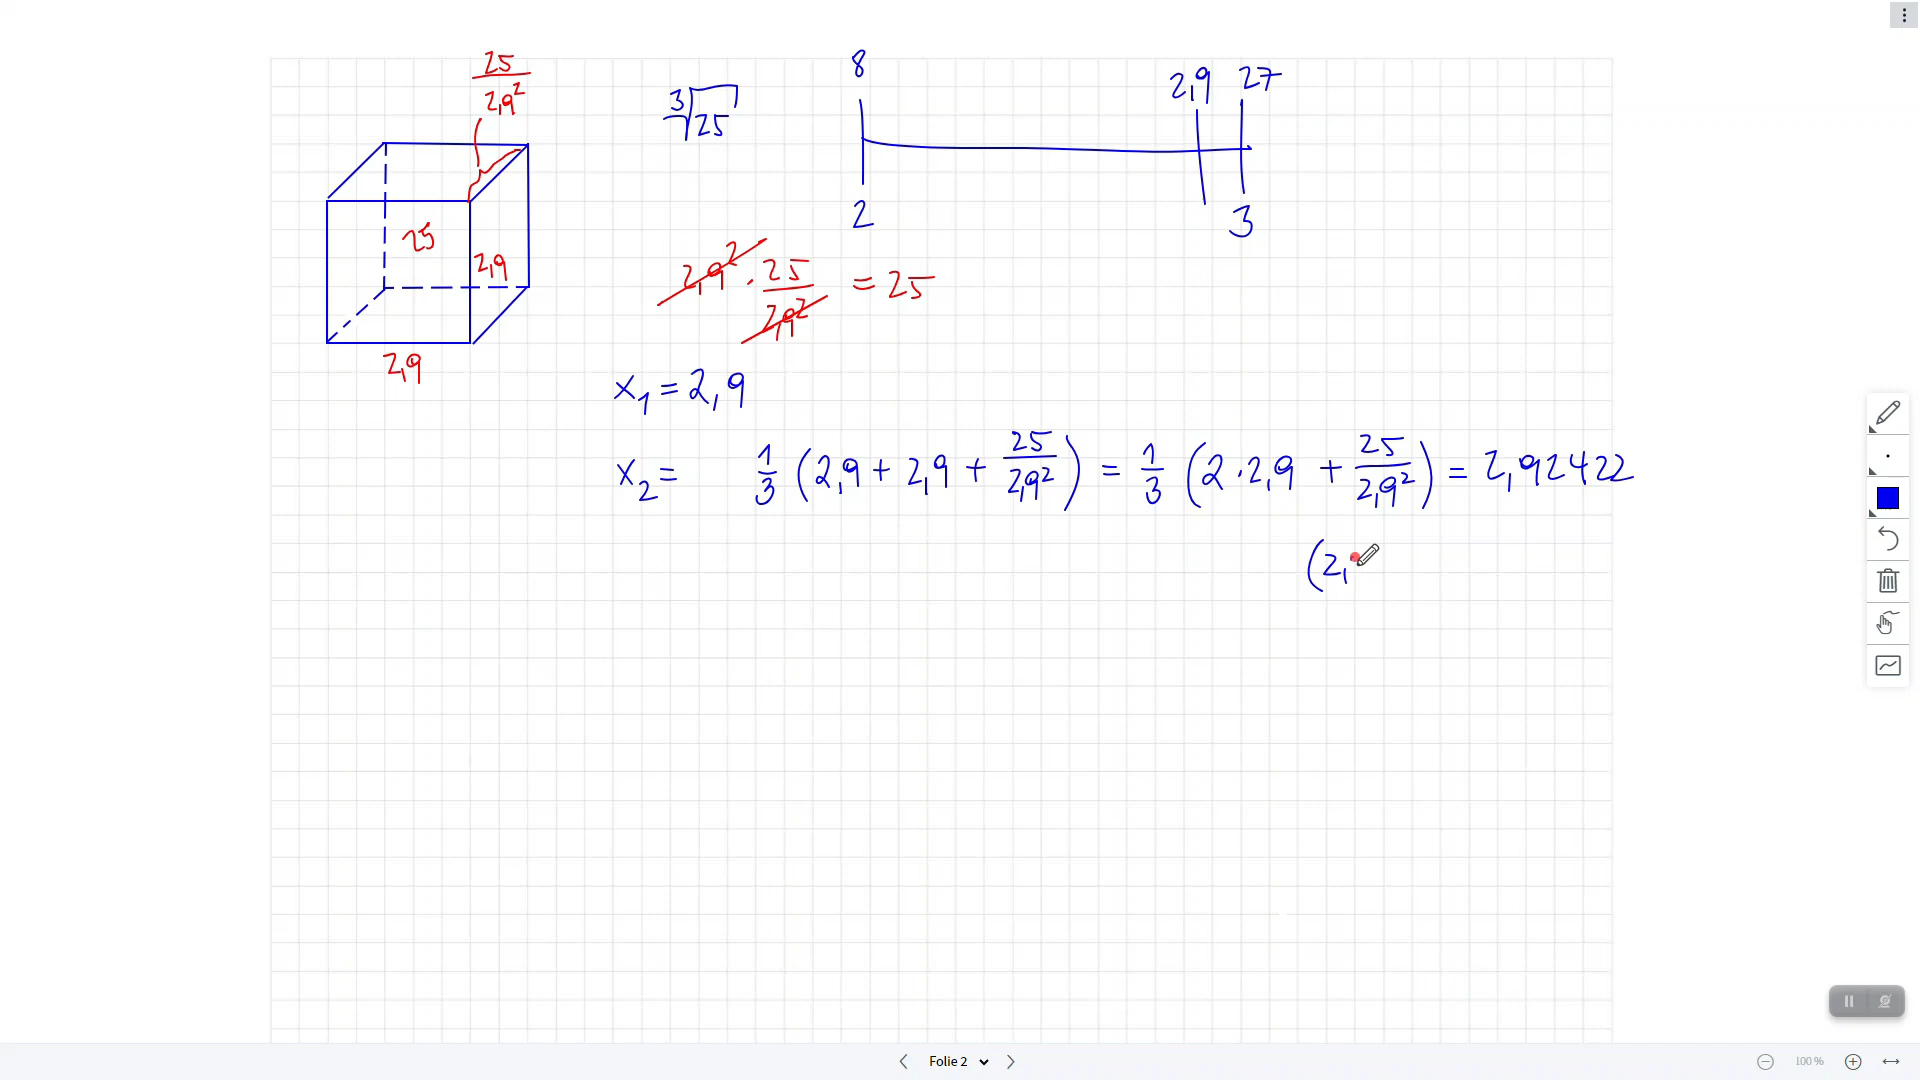 25/2,9²
25
2,9
2,9
³√25
8 2,9 27
2 3
2,9² · 25/2,9² = 25
x₁ = 2,9
x₂ = 1/3 (2,9 + 2,9 + 25/2,9²) = 1/3 (2 · 2,9 + 25/2,9²) = 2,92422
(2,
Folie 2
100 %